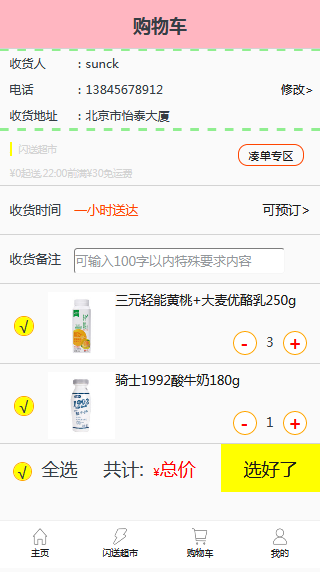 购物车
收货人 : sunck
电话 : 13845678912 修改>
收货地址 : 北京市怡泰大厦
闪送超市 凑单专区
¥0起送,22:00前满¥30免运费
收货时间 一小时送达 可预订>
收货备注 可输入100字以内特殊要求内容
三元轻能黄桃+大麦优酪乳250g
√ - 3 +
骑士1992酸牛奶180g
√ - 1 +
√ 全选 共计: ¥总价 选好了
主页 闪送超市 购物车 我的